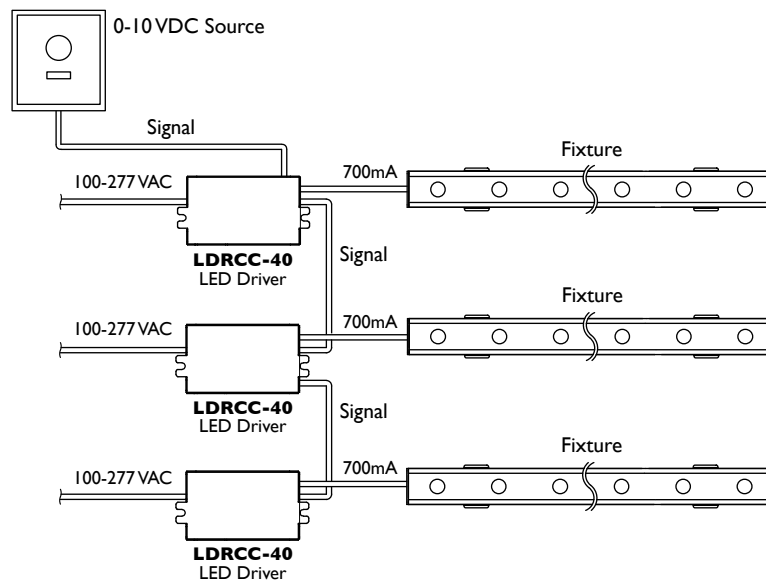 0-10 VDC Source
Signal
Fixture
100-277 VAC
700mA
LDRCC-40
LED Driver
Signal
Fixture
100-277 VAC
700mA
LDRCC-40
LED Driver
Signal
Fixture
100-277 VAC
700mA
LDRCC-40
LED Driver